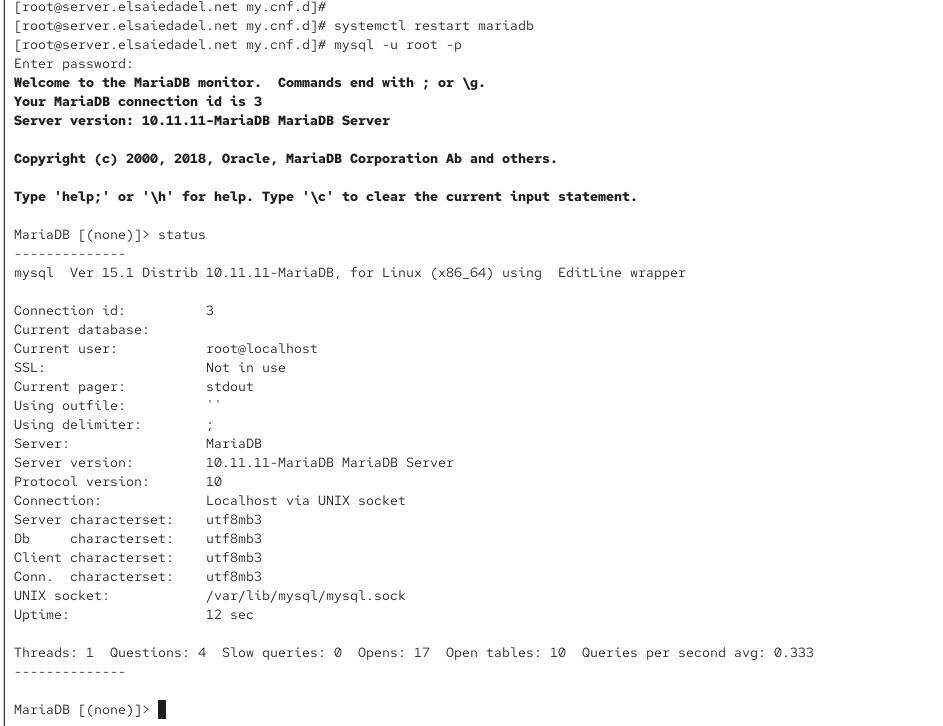 [root@server.elsaiedadel.net my.cnf.d]#
[root@server.elsaiedadel.net my.cnf.d]# systemctl restart mariadb
[root@server.elsaiedadel.net my.cnf.d]# mysql -u root -p
Enter password:
Welcome to the MariaDB monitor.  Commands end with ; or \g.
Your MariaDB connection id is 3
Server version: 10.11.11-MariaDB MariaDB Server
Copyright (c) 2000, 2018, Oracle, MariaDB Corporation Ab and others.
Type 'help;' or '\h' for help. Type '\c' to clear the current input statement.
MariaDB [(none)]> status
--------------
mysql  Ver 15.1 Distrib 10.11.11-MariaDB, for Linux (x86_64) using  EditLine wrapper
Connection id:          3
Current database:
Current user:           root@localhost
SSL:                    Not in use
Current pager:          stdout
Using outfile:          ''
Using delimiter:        ;
Server:                 MariaDB
Server version:         10.11.11-MariaDB MariaDB Server
Protocol version:       10
Connection:             Localhost via UNIX socket
Server characterset:    utf8mb3
Db     characterset:    utf8mb3
Client characterset:    utf8mb3
Conn.  characterset:    utf8mb3
UNIX socket:            /var/lib/mysql/mysql.sock
Uptime:                 12 sec
Threads: 1  Questions: 4  Slow queries: 0  Opens: 17  Open tables: 10  Queries per second avg: 0.333
--------------
MariaDB [(none)]>